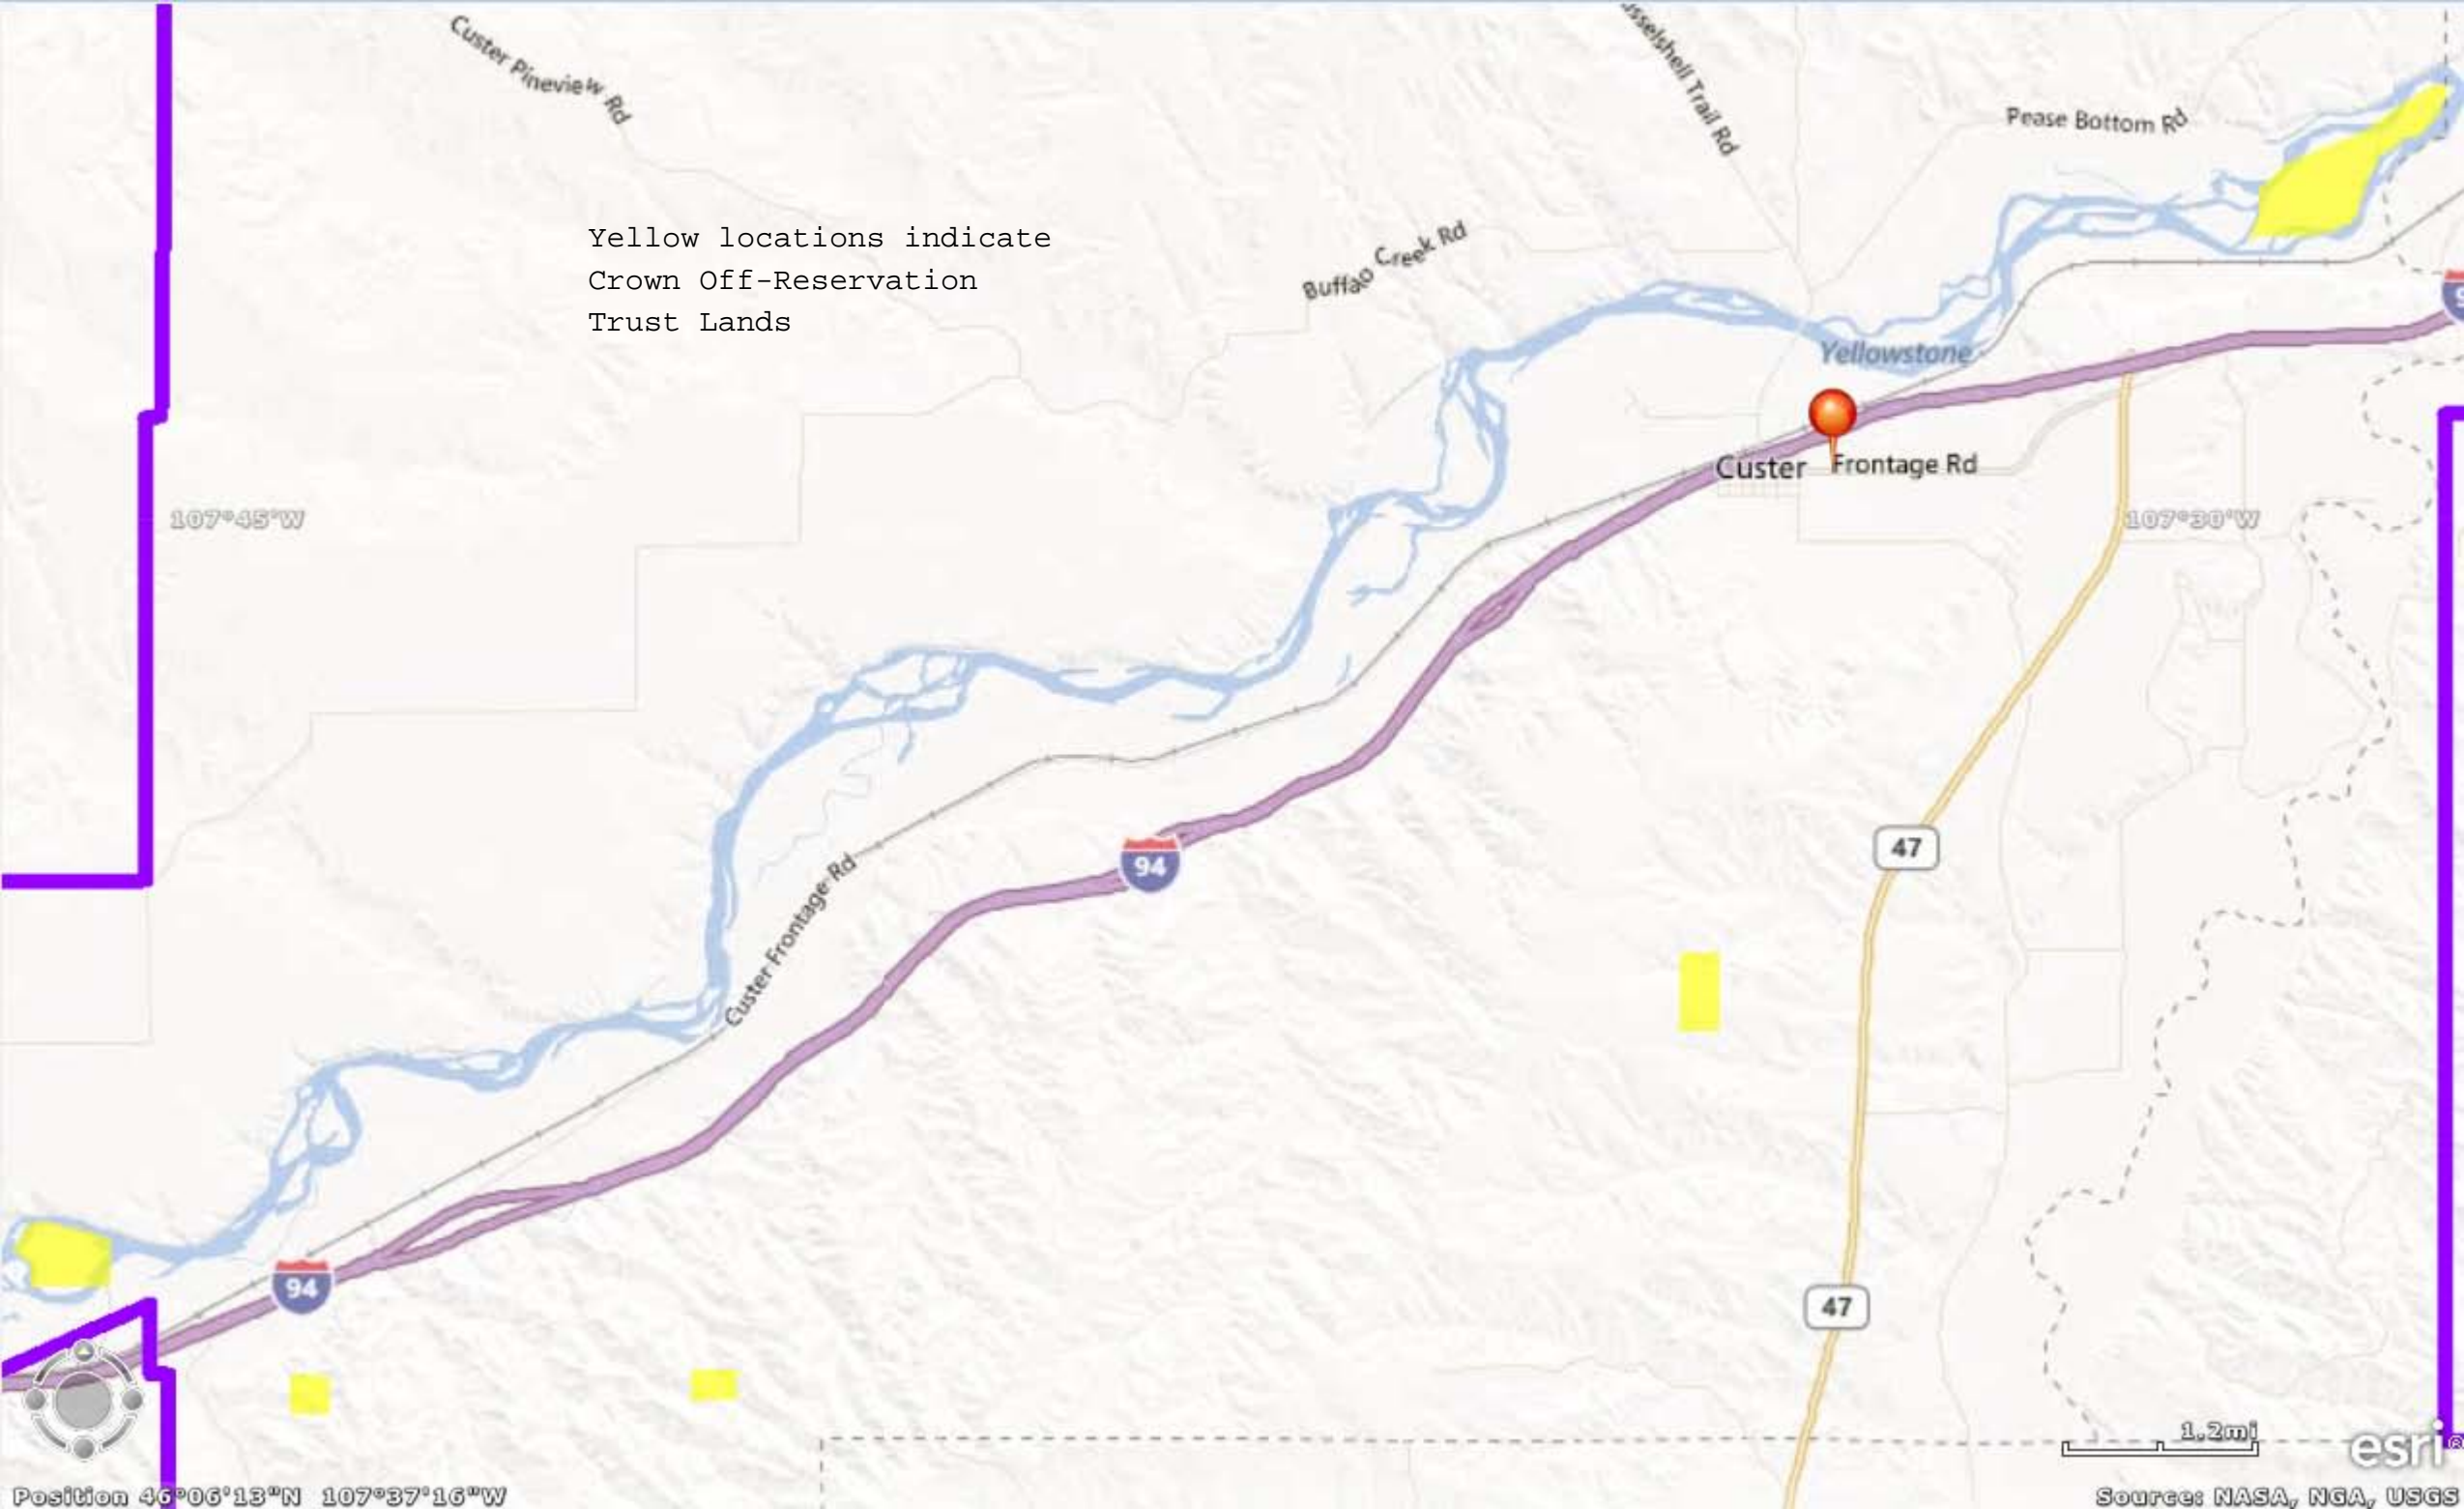 Custer Pineview Rd
usselshell Trail Rd
Pease Bottom Rd
Yellow locations indicate
Crown Off-Reservation
Trust Lands
Buffao Creek Rd
9
Yellowstone
Custer
Frontage Rd
107°45'W
107°30'W
47
94
Custer Frontage Rd
94
47
1.2mi
esri®
Position 46°06'13"N 107°37'16"W
Source: NASA, NGA, USGS